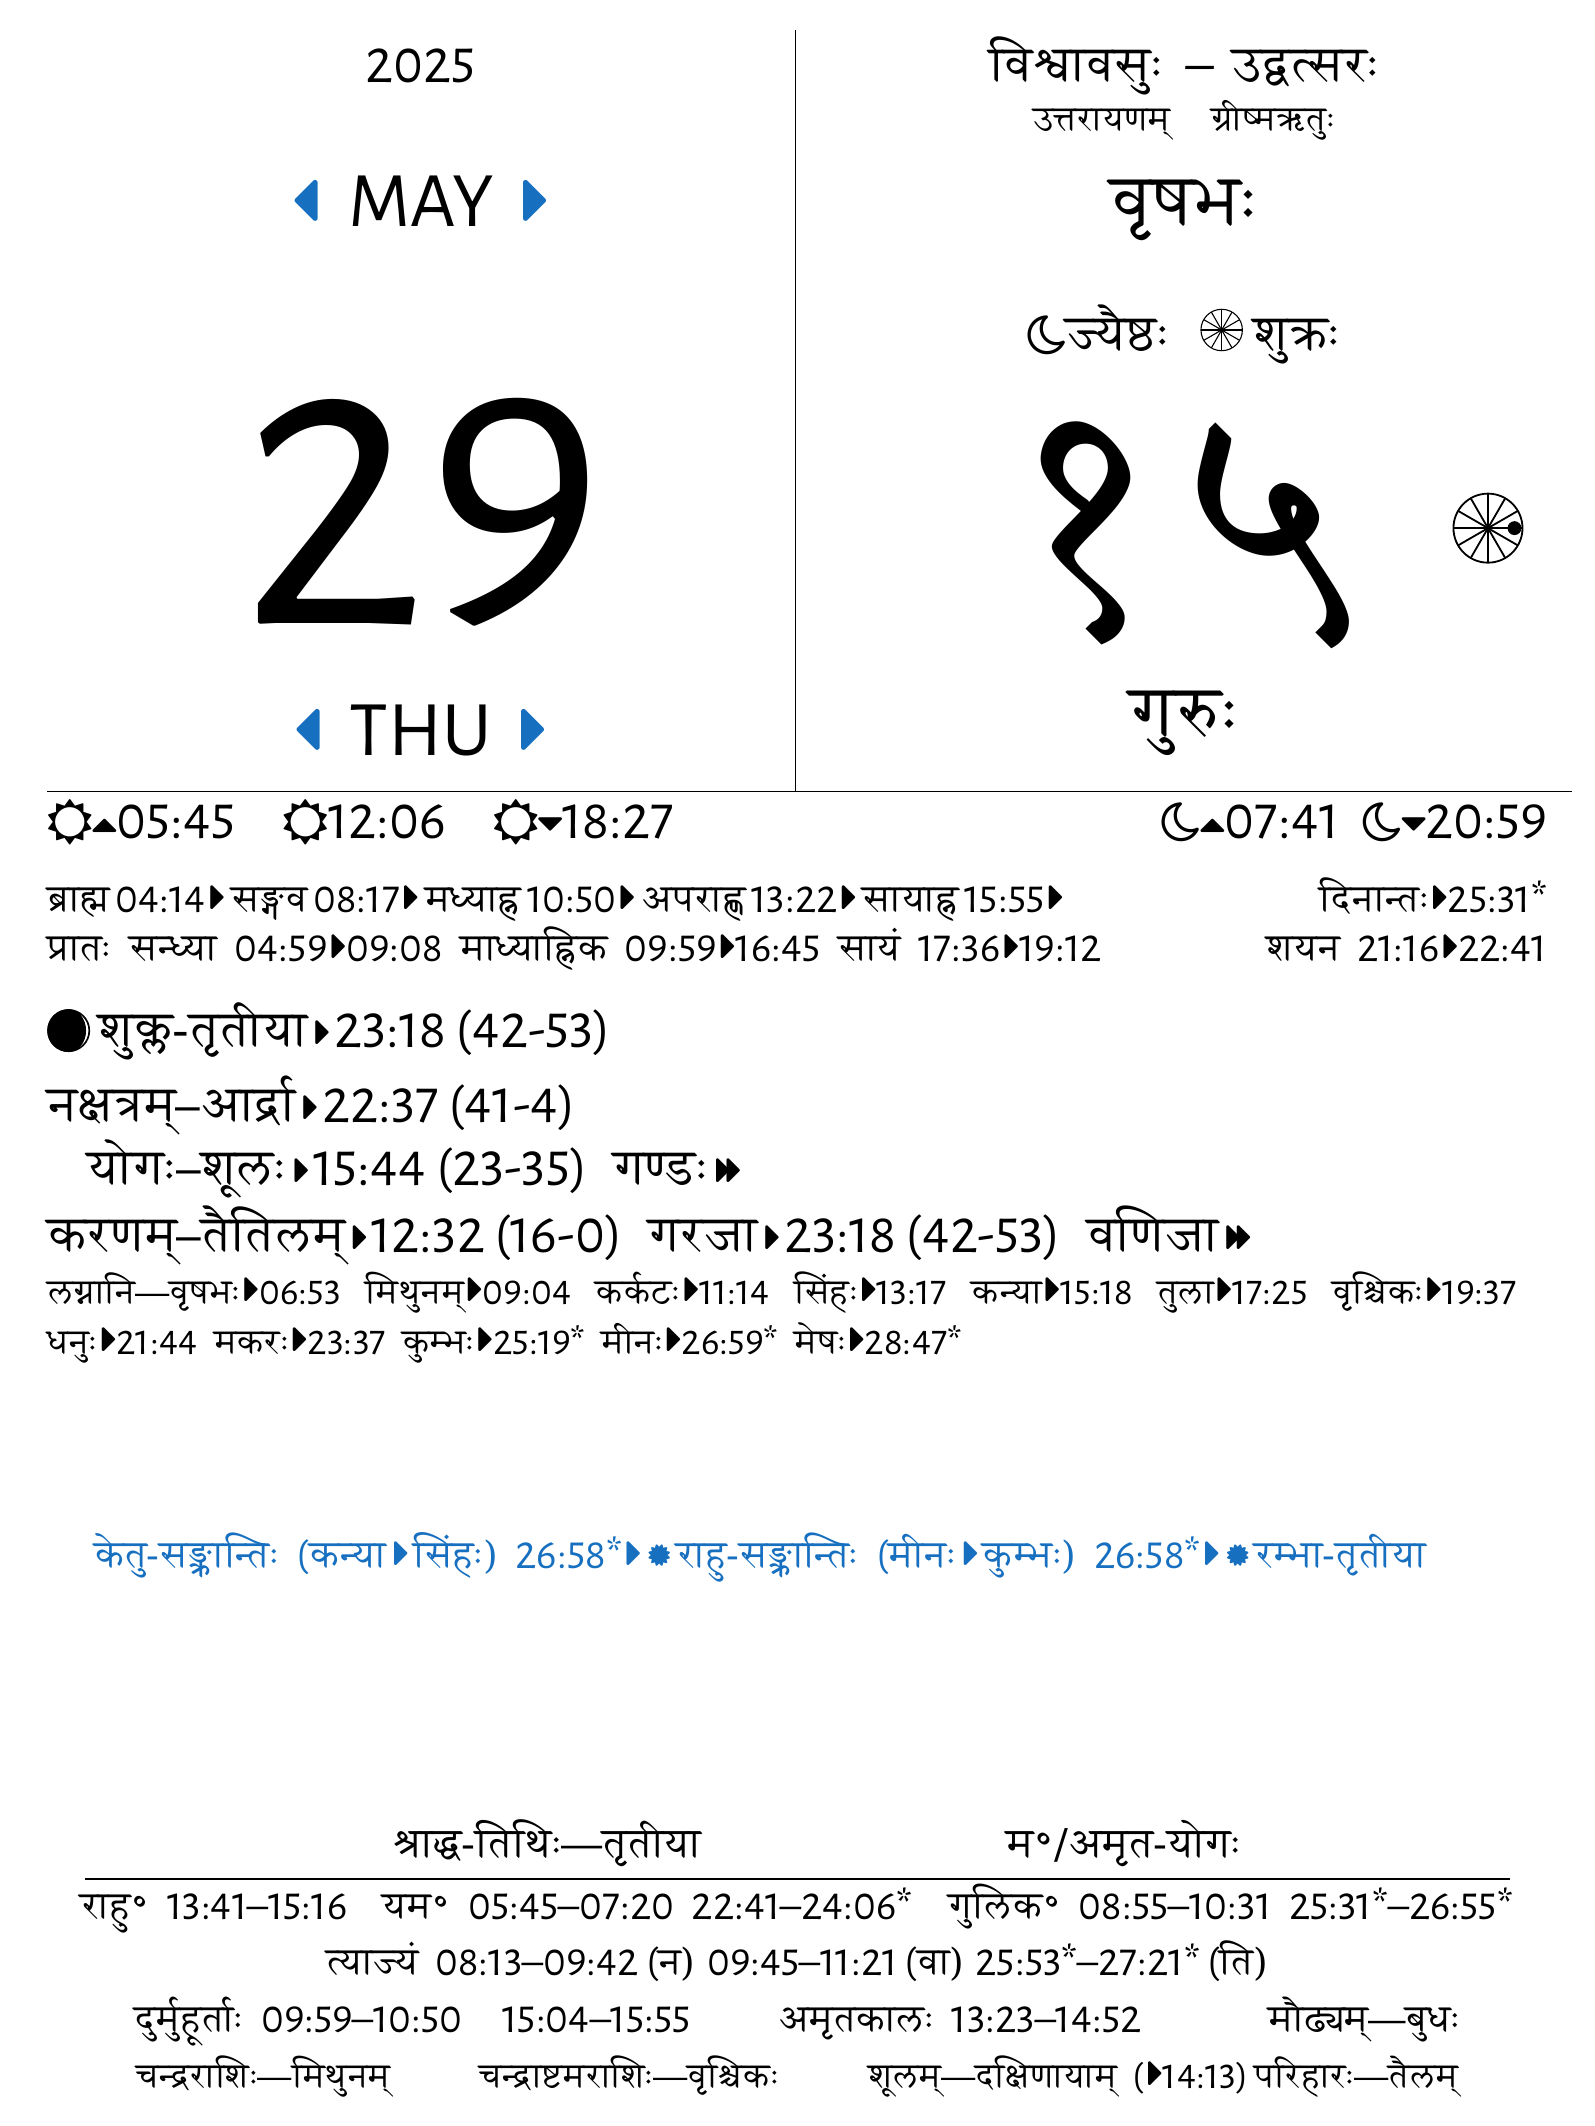 2025
MAY
29
THU
विश्वावसुः – उद्वत्सरः
उत्तरायणम् ग्रीष्मऋतुः
वृषभः
ज्यैष्ठः शुक्रः
१५
गुरुः
05:45 12:06 18:27 07:41 20:59
ब्राह्म 04:14 सङ्गव 08:17 मध्याह्न 10:50 अपराह्ण 13:22 सायाह्न 15:55 दिनान्तः 25:31*
प्रातः सन्ध्या 04:59 09:08 माध्याह्निक 09:59 16:45 सायं 17:36 19:12 शयन 21:16 22:41
शुक्ल-तृतीया 23:18 (42-53)
नक्षत्रम्–आर्द्रा 22:37 (41-4)
योगः–शूलः 15:44 (23-35) गण्डः
करणम्–तैतिलम् 12:32 (16-0) गरजा 23:18 (42-53) वणिजा
लग्नानि—वृषभः 06:53 मिथुनम् 09:04 कर्कटः 11:14 सिंहः 13:17 कन्या 15:18 तुला 17:25 वृश्चिकः 19:37
धनुः 21:44 मकरः 23:37 कुम्भः 25:19* मीनः 26:59* मेषः 28:47*
केतु-सङ्क्रान्तिः (कन्या सिंहः) 26:58* राहु-सङ्क्रान्तिः (मीनः कुम्भः) 26:58* रम्भा-तृतीया
श्राद्ध-तिथिः—तृतीया म॰/अमृत-योगः
राहु॰ 13:41–15:16 यम॰ 05:45–07:20 22:41–24:06* गुलिक॰ 08:55–10:31 25:31*–26:55*
त्याज्यं 08:13–09:42 (न) 09:45–11:21 (वा) 25:53*–27:21* (ति)
दुर्मुहूर्ताः 09:59–10:50 15:04–15:55 अमृतकालः 13:23–14:52 मौढ्यम्—बुधः
चन्द्रराशिः—मिथुनम् चन्द्राष्टमराशिः—वृश्चिकः शूलम्—दक्षिणायाम् (14:13) परिहारः—तैलम्